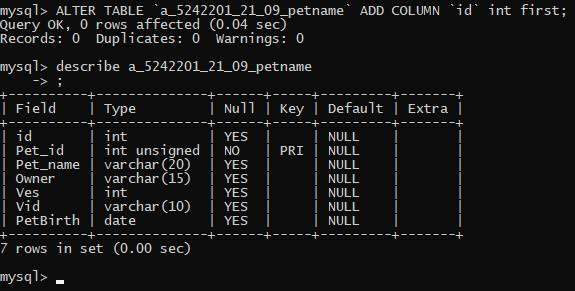 mysql> ALTER TABLE `a_5242201_21_09_petname` ADD COLUMN `id` int first;
Query OK, 0 rows affected (0.04 sec)
Records: 0  Duplicates: 0  Warnings: 0

mysql> describe a_5242201_21_09_petname
    -> ;
+-----------+--------------+------+-----+---------+-------+
| Field     | Type         | Null | Key | Default | Extra |
+-----------+--------------+------+-----+---------+-------+
| id        | int          | YES  |     | NULL    |       |
| Pet_id    | int unsigned | NO   | PRI | NULL    |       |
| Pet_name  | varchar(20)  | YES  |     | NULL    |       |
| Owner     | varchar(15)  | YES  |     | NULL    |       |
| Ves       | int          | YES  |     | NULL    |       |
| Vid       | varchar(10)  | YES  |     | NULL    |       |
| PetBirth  | date         | YES  |     | NULL    |       |
+-----------+--------------+------+-----+---------+-------+
7 rows in set (0.00 sec)

mysql> _